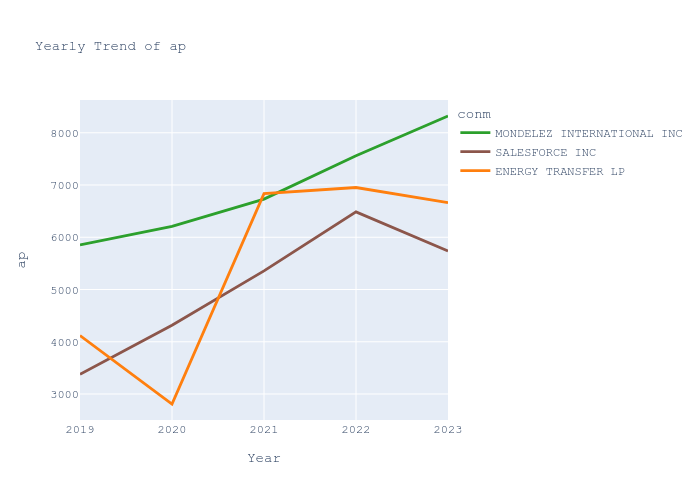 Yearly Trend of ap
conm
MONDELEZ INTERNATIONAL INC
SALESFORCE INC
ENERGY TRANSFER LP
ap
8000
7000
6000
5000
4000
3000
2019 2020 2021 2022 2023
Year